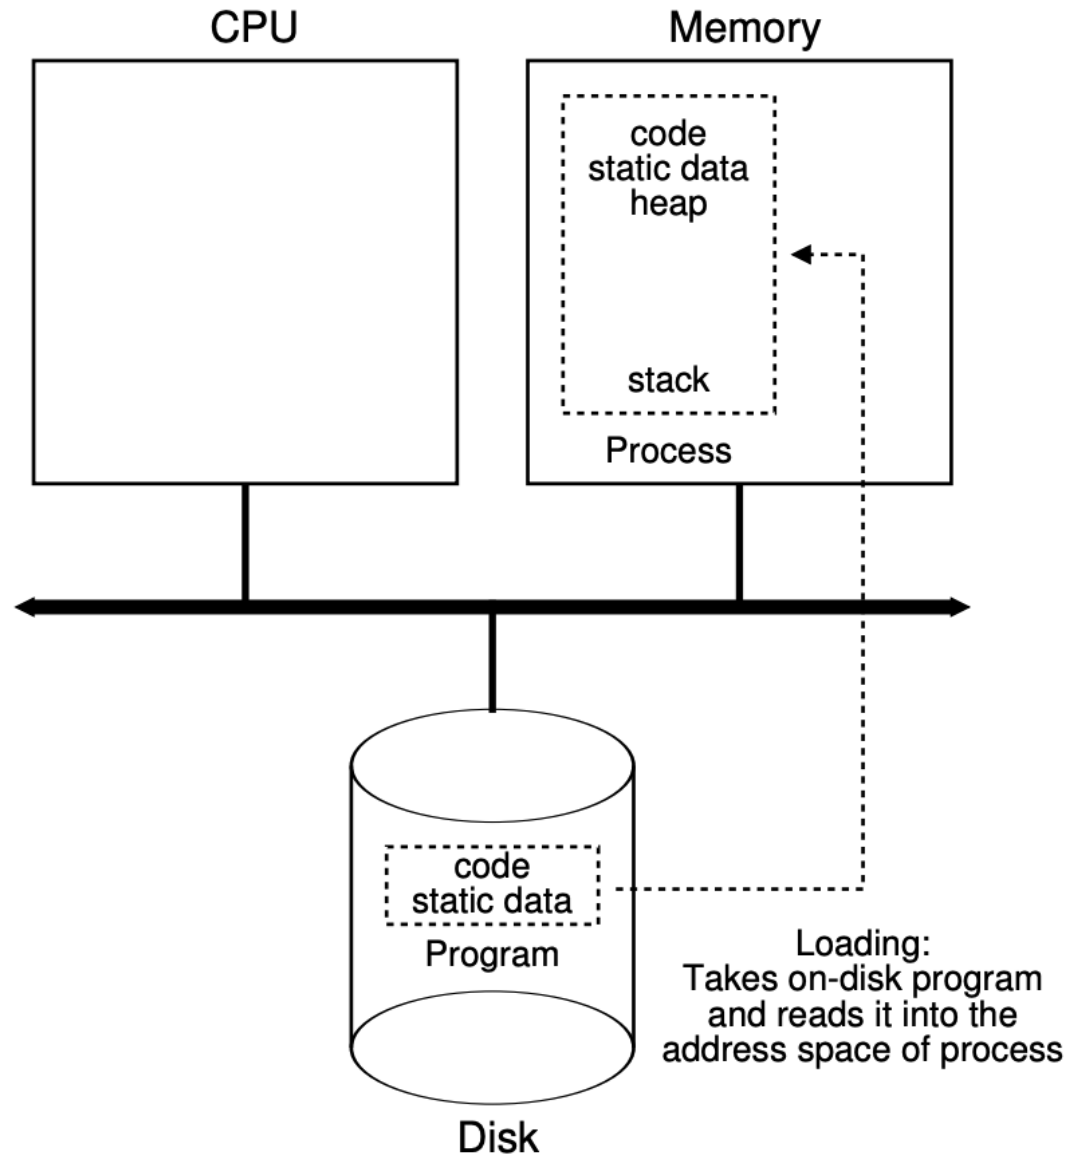 CPU
Memory
code
static data
heap
stack
Process
code
static data
Program
Loading:
Takes on-disk program
and reads it into the
address space of process
Disk